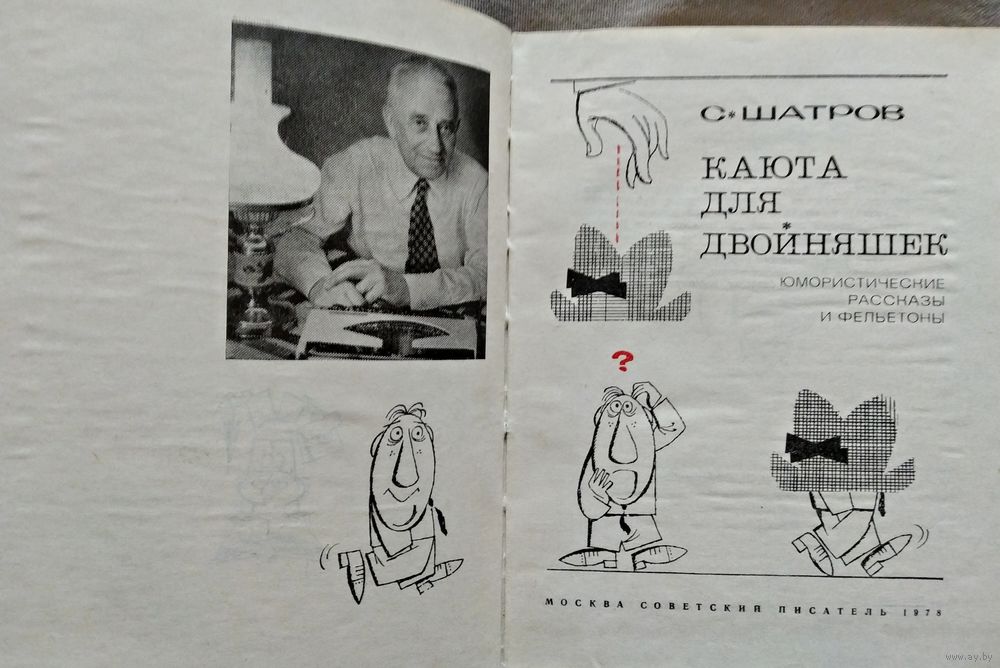 С*ШАТРОВ
КАЮТА
ДЛЯ
ДВОЙНЯШЕК
ЮМОРИСТИЧЕСКИЕ
РАССКАЗЫ
И ФЕЛЬЕТОНЫ
?
МОСКВА СОВЕТСКИЙ ПИСАТЕЛЬ 1978
www.ay.by